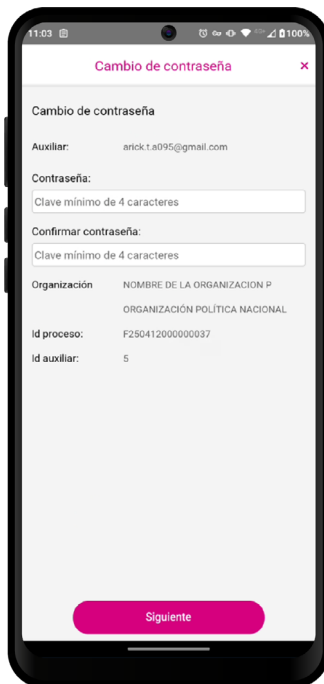 11:03 100%
Cambio de contraseña ×
Cambio de contraseña
Auxiliar: arick.t.a095@gmail.com
Contraseña:
Clave mínimo de 4 caracteres
Confirmar contraseña:
Clave mínimo de 4 caracteres
Organización NOMBRE DE LA ORGANIZACION P
ORGANIZACIÓN POLÍTICA NACIONAL
Id proceso: F250412000000037
Id auxiliar: 5
Siguiente